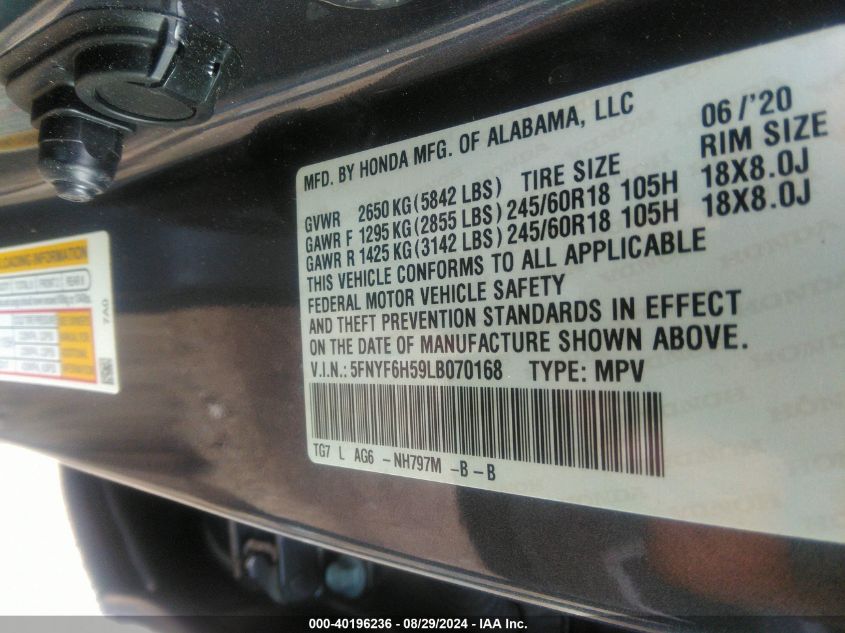 MFD. BY HONDA MFG. OF ALABAMA, LLC 06/'20
GVWR 2650 KG (5842 LBS) TIRE SIZE RIM SIZE
GAWR F 1295 KG (2855 LBS) 245/60R18 105H 18X8.0J
GAWR R 1425 KG (3142 LBS) 245/60R18 105H 18X8.0J
THIS VEHICLE CONFORMS TO ALL APPLICABLE
FEDERAL MOTOR VEHICLE SAFETY
AND THEFT PREVENTION STANDARDS IN EFFECT
ON THE DATE OF MANUFACTURE SHOWN ABOVE.
V.I.N.: 5FNYF6H59LB070168 TYPE: MPV
TG7 L AG6 -NH797M -B-B
LOADING INFORMATION
7A0
000-40196236 - 08/29/2024 - IAA Inc.